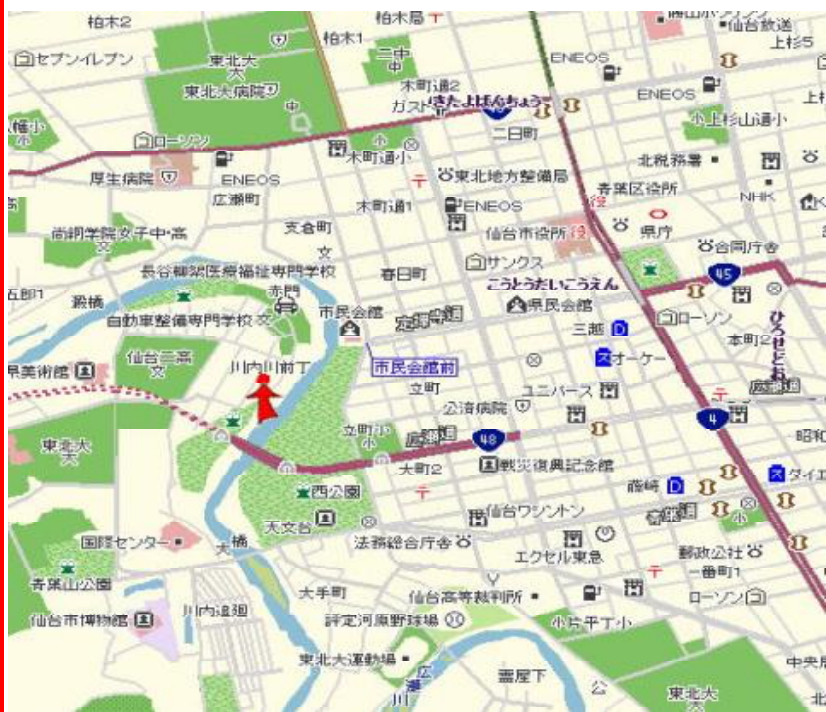 柏木2
柏木局
仙台放送
上杉5
セブンイレブン
東北大
柏木1
二中
ENEOS
東北大病院
木町通2
ガスト
きたよばんちょう
ENEOS
二日町
小上杉山通小
ローソン
木町通小
北税務署
厚生病院
ENEOS
東北地方整備局
青葉区役所
NHK
広瀬町
木町通1
ENEOS
支倉町
仙台市役所
県庁
合同庁舎
尚絅学院女子中・高
サンクス
春日町
こうとうだいこうえん
45
五郎1
澱橋
赤門
市民会館
県民会館
ローソン
自動車整備専門学校
三越
本町2
仙台二高
県美術館
川内川前丁
市民会館前
オーケー
立町
ユニバース
公済病院
4
東北大
立町小
48
昭和
大町2
戦災復興記念館
西公園
藤崎
ダイエ
天文台
仙台ワシントン
国際センター
大橋
法務総合庁舎
エクセル東急
郵政公社
一番町1
青葉山公園
大手町
仙台高等裁判所
ローソン
仙台市博物館
川内追廻
評定河原野球場
小片平丁小
東北大運動場
広瀬川
霊屋下
中央
東北大